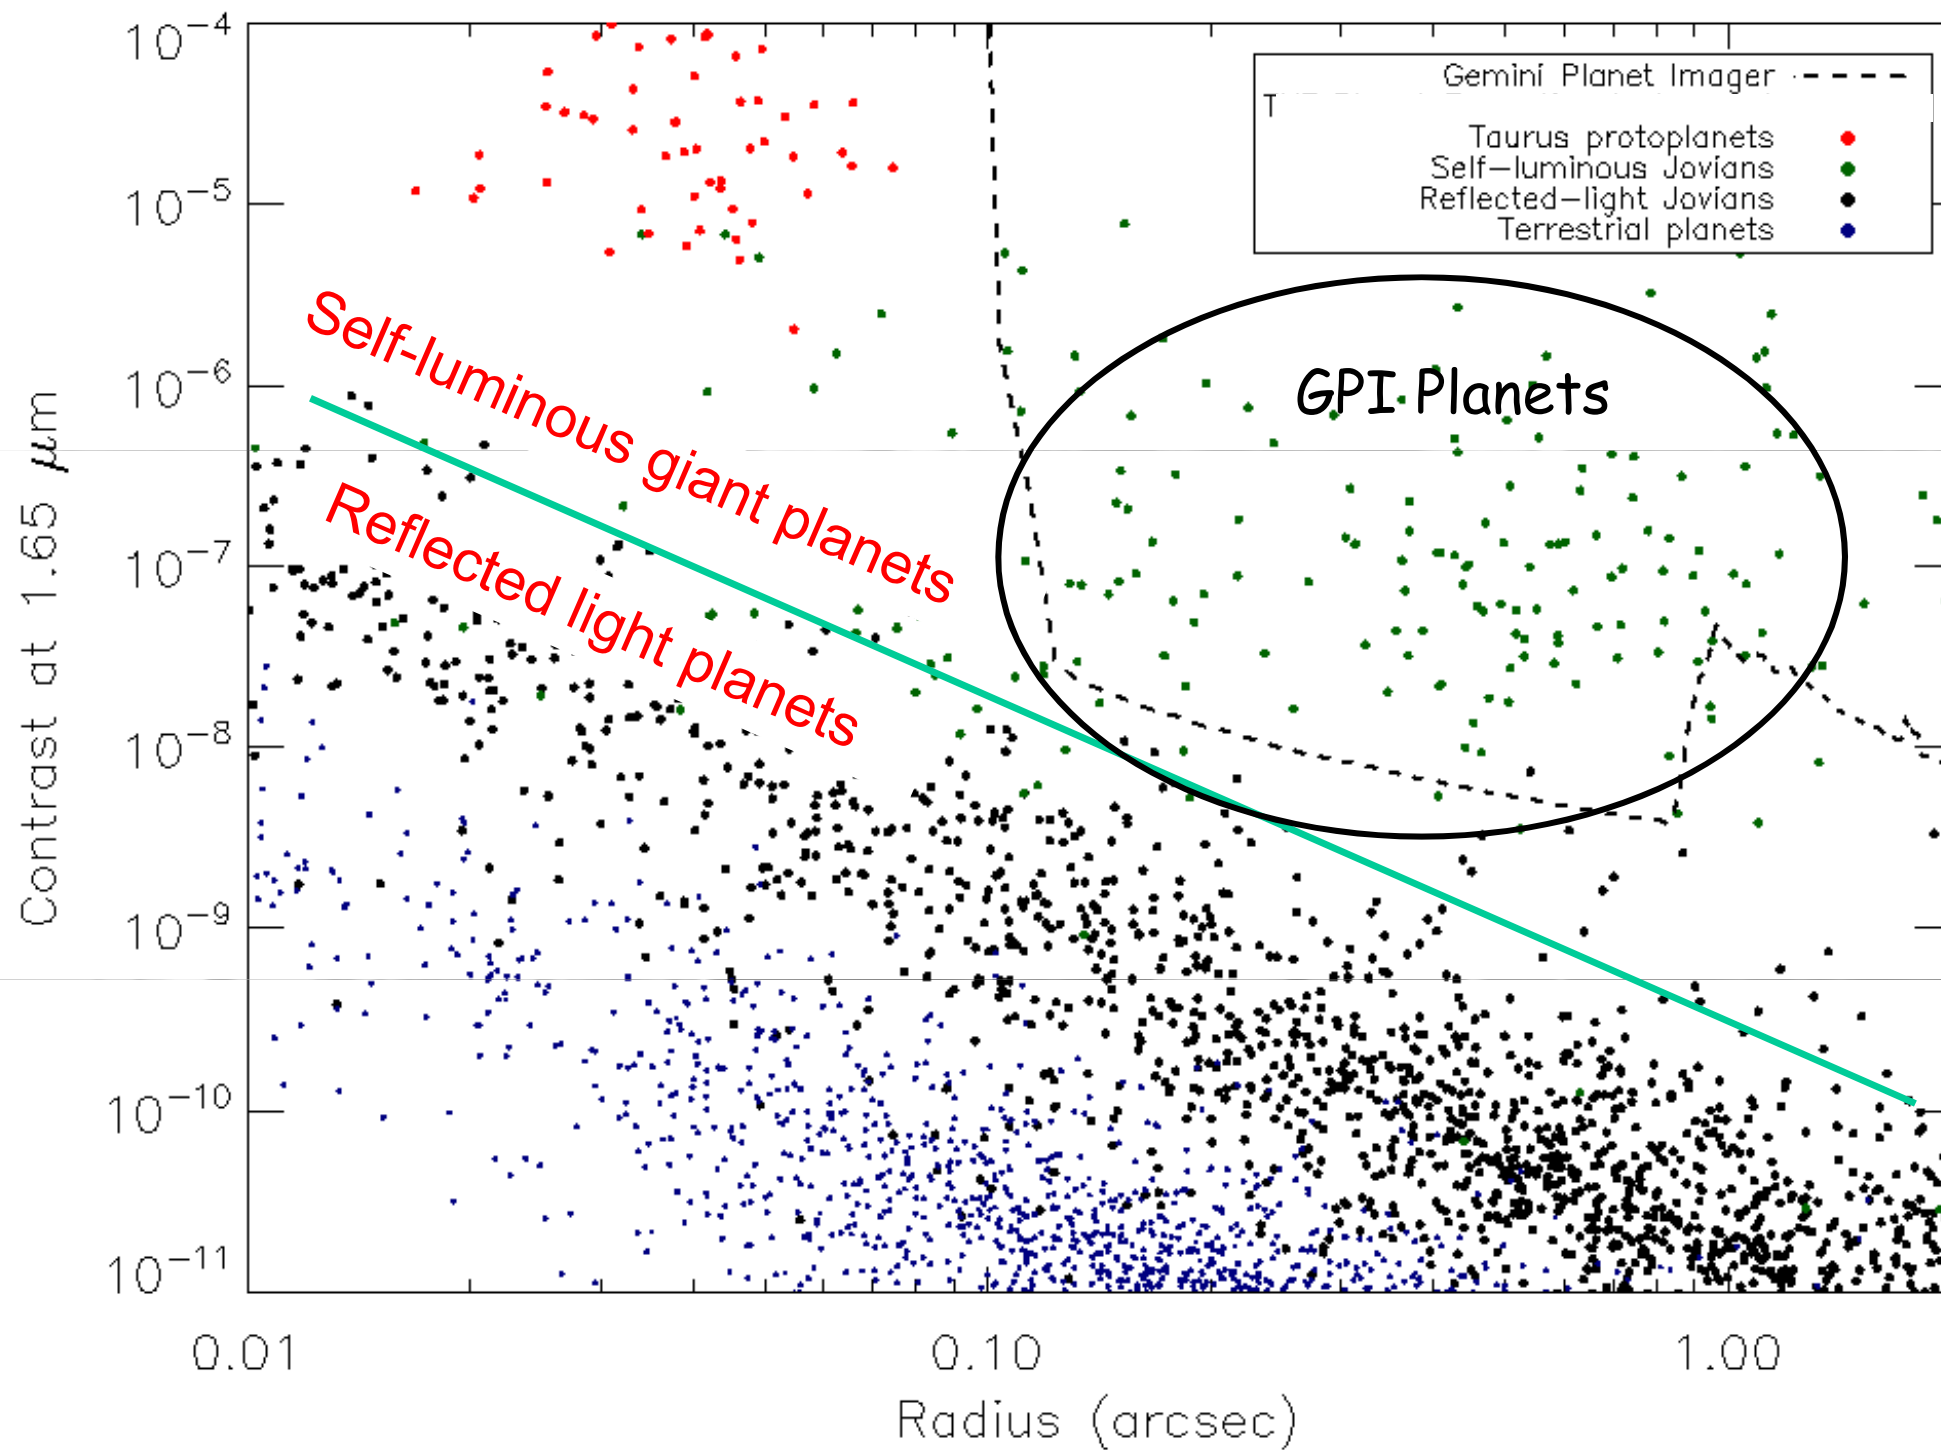 10−4
10−5
10−6
10−7
10−8
10−9
10−10
10−11
Contrast at 1.65 μm
Gemini Planet Imager
T
Taurus protoplanets
Self−luminous Jovians
Reflected−light Jovians
Terrestrial planets
Self-luminous giant planets
Reflected light planets
GPI Planets
0.01 0.10 1.00
Radius (arcsec)